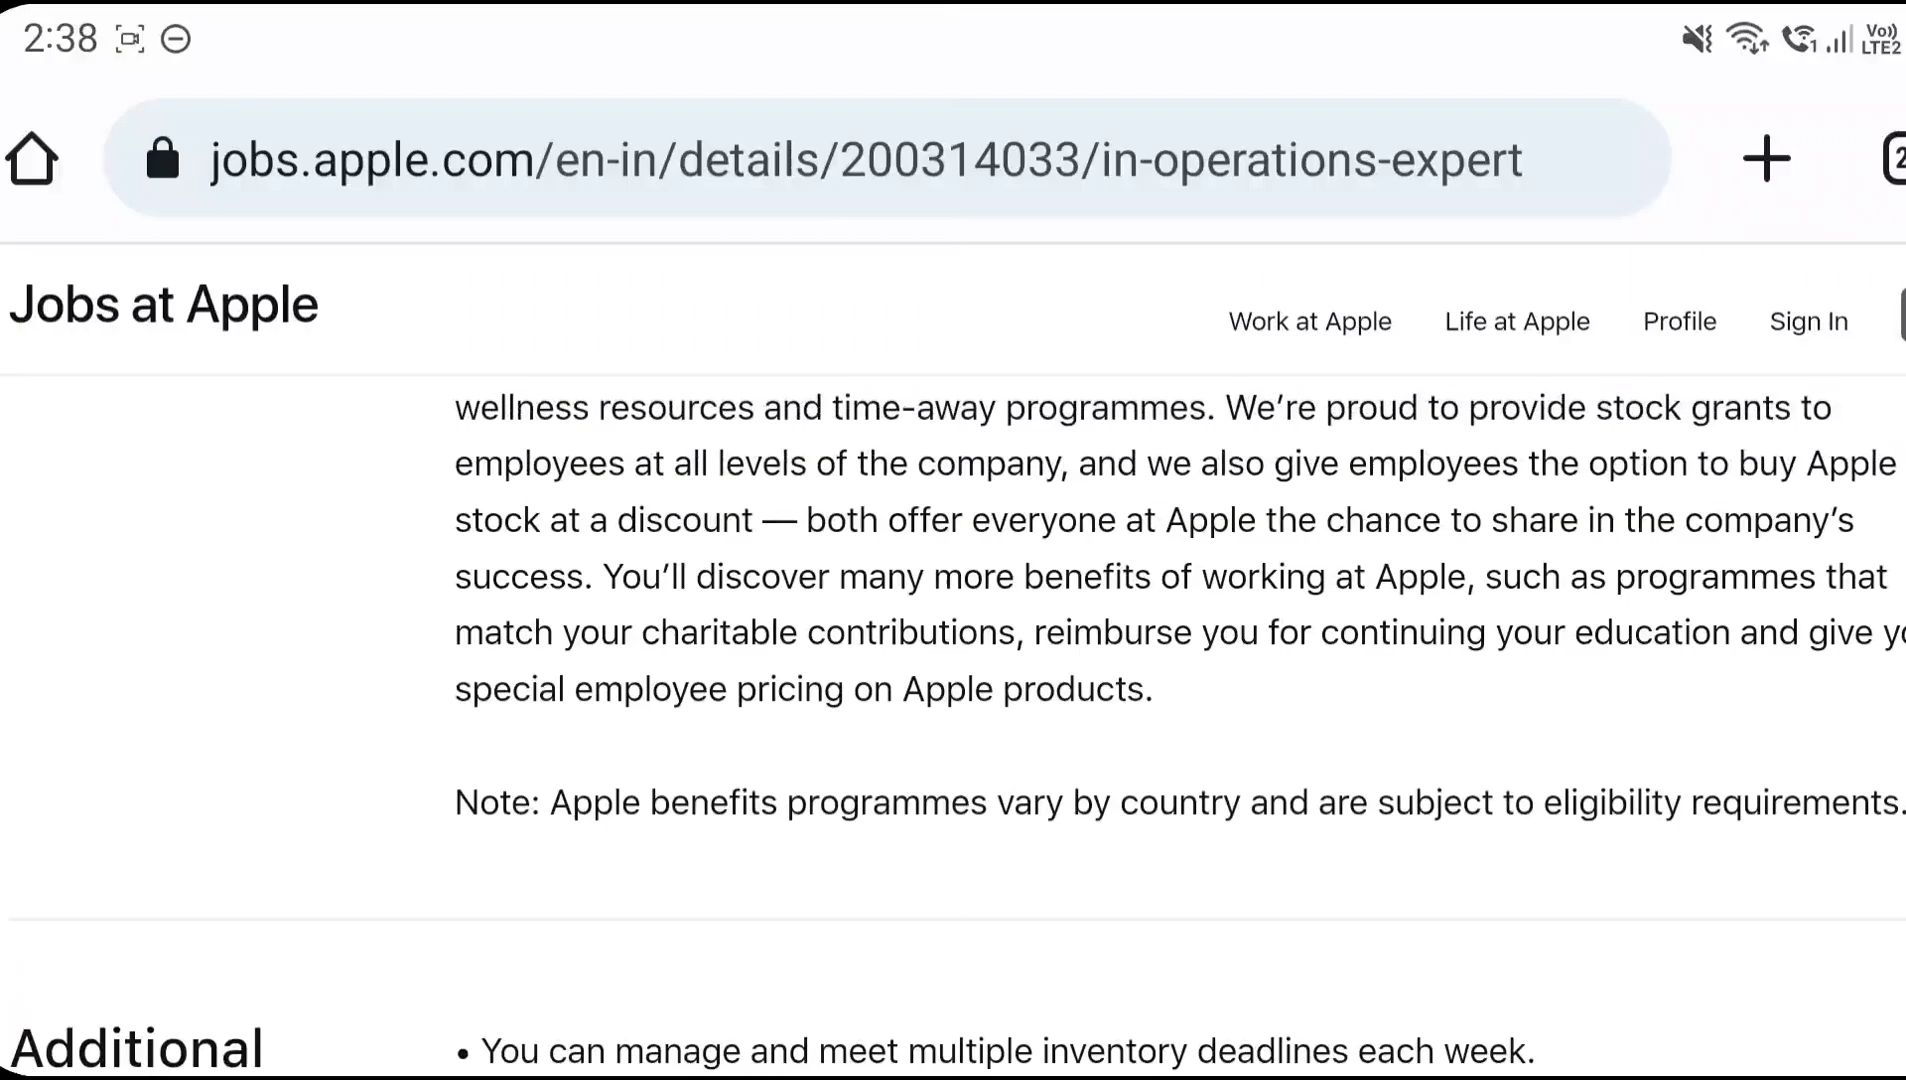 2:38
Vo))
LTE2
1
jobs.apple.com/en-in/details/200314033/in-operations-expert
2
Jobs at Apple
Work at Apple Life at Apple Profile Sign In
wellness resources and time-away programmes. We’re proud to provide stock grants to
employees at all levels of the company, and we also give employees the option to buy Apple
stock at a discount — both offer everyone at Apple the chance to share in the company’s
success. You’ll discover many more benefits of working at Apple, such as programmes that
match your charitable contributions, reimburse you for continuing your education and give
special employee pricing on Apple products.
Note: Apple benefits programmes vary by country and are subject to eligibility requirements.
Additional
• You can manage and meet multiple inventory deadlines each week.